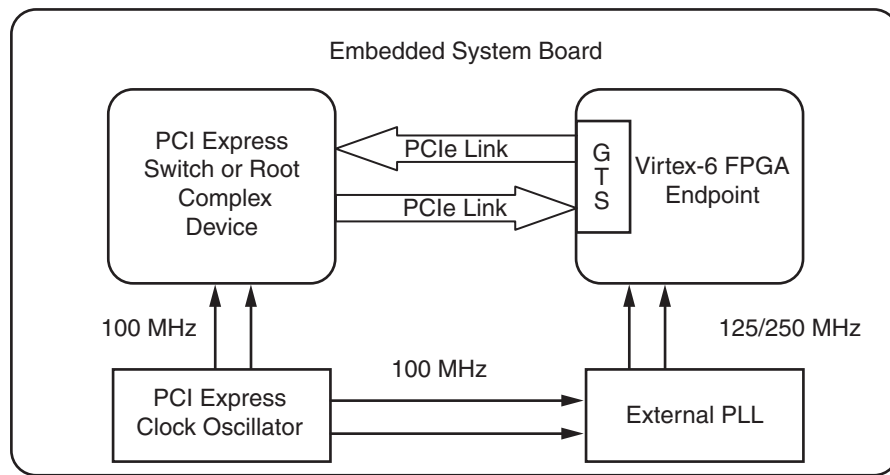 Embedded System Board
PCI Express
Switch or Root
Complex
Device
PCIe Link
PCIe Link
G
T
S
Virtex-6 FPGA
Endpoint
100 MHz
125/250 MHz
100 MHz
PCI Express
Clock Oscillator
External PLL